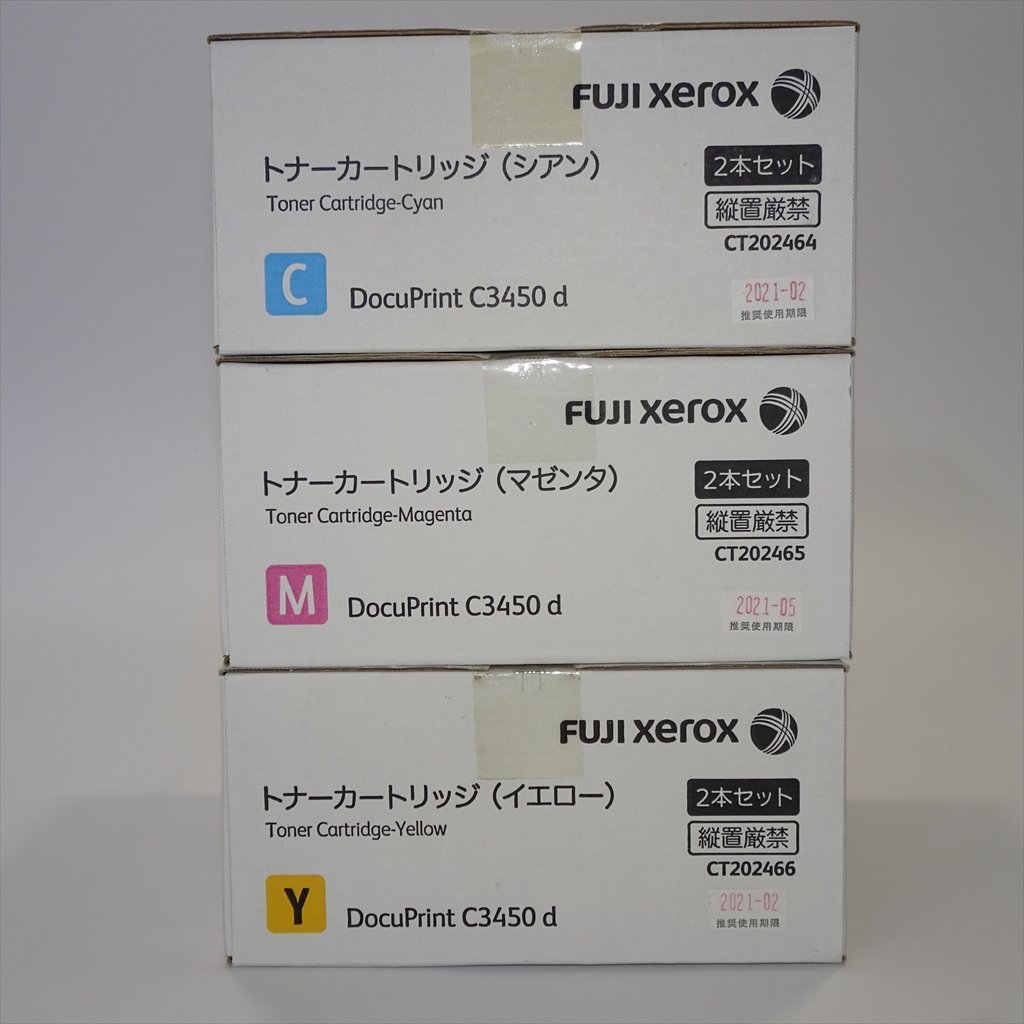 FUJI xerox
トナーカートリッジ（シアン）
2本セット
Toner Cartridge-Cyan
縦置厳禁
CT202464
C
DocuPrint C3450 d
2021-02
推奨使用期限
FUJI xerox
トナーカートリッジ（マゼンタ）
2本セット
Toner Cartridge-Magenta
縦置厳禁
CT202465
M
DocuPrint C3450 d
2021-05
推奨使用期限
FUJI xerox
トナーカートリッジ（イエロー）
2本セット
Toner Cartridge-Yellow
縦置厳禁
CT202466
Y
DocuPrint C3450 d
2021-02
推奨使用期限